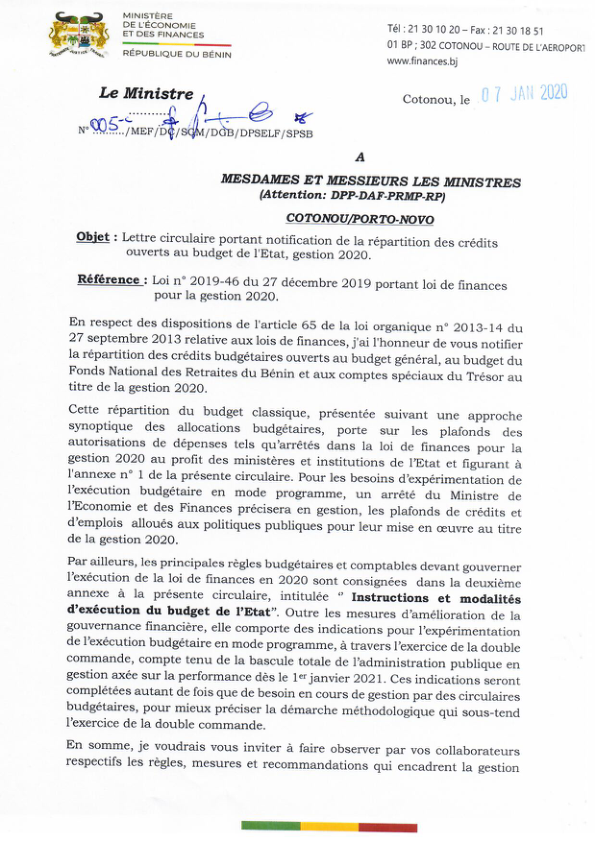 MINISTÈRE
DE L'ÉCONOMIE
ET DES FINANCES
RÉPUBLIQUE DU BÉNIN
Tél : 21 30 10 20 – Fax : 21 30 18 51
01 BP ; 302 COTONOU – ROUTE DE L'AEROPORT
www.finances.bj
Le Ministre
Cotonou, le 07 JAN 2020
N° 005-c /MEF/DC/SGM/DGB/DPSELF/SPSB
A
MESDAMES ET MESSIEURS LES MINISTRES
(Attention: DPP-DAF-PRMP-RP)
COTONOU/PORTO-NOVO
Objet : Lettre circulaire portant notification de la répartition des crédits
ouverts au budget de l'Etat, gestion 2020.
Référence : Loi n° 2019-46 du 27 décembre 2019 portant loi de finances
pour la gestion 2020.
En respect des dispositions de l'article 65 de la loi organique n° 2013-14 du
27 septembre 2013 relative aux lois de finances, j'ai l'honneur de vous notifier
la répartition des crédits budgétaires ouverts au budget général, au budget du
Fonds National des Retraites du Bénin et aux comptes spéciaux du Trésor au
titre de la gestion 2020.
Cette répartition du budget classique, présentée suivant une approche
synoptique des allocations budgétaires, porte sur les plafonds des
autorisations de dépenses tels qu'arrêtés dans la loi de finances pour la
gestion 2020 au profit des ministères et institutions de l'Etat et figurant à
l'annexe n° 1 de la présente circulaire. Pour les besoins d'expérimentation de
l'exécution budgétaire en mode programme, un arrêté du Ministre de
l'Economie et des Finances précisera en gestion, les plafonds de crédits et
d'emplois alloués aux politiques publiques pour leur mise en œuvre au titre
de la gestion 2020.
Par ailleurs, les principales règles budgétaires et comptables devant gouverner
l'exécution de la loi de finances en 2020 sont consignées dans la deuxième
annexe à la présente circulaire, intitulée " Instructions et modalités
d'exécution du budget de l'Etat". Outre les mesures d'amélioration de la
gouvernance financière, elle comporte des indications pour l'expérimentation
de l'exécution budgétaire en mode programme, à travers l'exercice de la double
commande, compte tenu de la bascule totale de l'administration publique en
gestion axée sur la performance dès le 1er janvier 2021. Ces indications seront
complétées autant de fois que de besoin en cours de gestion par des circulaires
budgétaires, pour mieux préciser la démarche méthodologique qui sous-tend
l'exercice de la double commande.
En somme, je voudrais vous inviter à faire observer par vos collaborateurs
respectifs les règles, mesures et recommandations qui encadrent la gestion